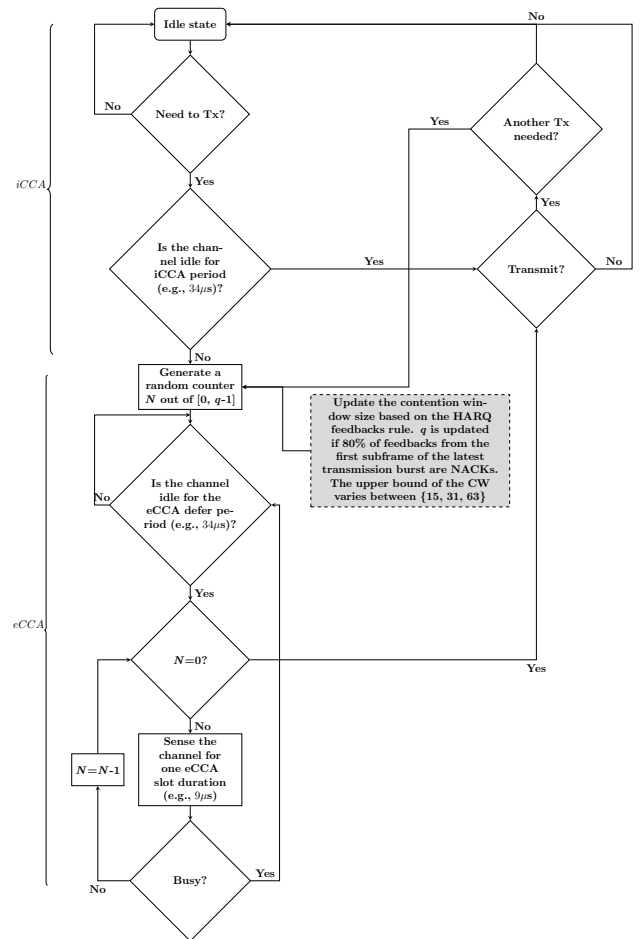 Idle state
No
Need to Tx?
No
Yes
Another Tx
needed?
Yes
iCCA
Yes
Is the chan-
nel idle for
iCCA period
(e.g., 34μs)?
Yes
Transmit?
No
No
Generate a
random counter
N out of [0, q-1]
Update the contention win-
dow size based on the HARQ
feedbacks rule. q is updated
if 80% of feedbacks from the
first subframe of the latest
transmission burst are NACKs.
The upper bound of the CW
varies between {15, 31, 63}
Is the channel
idle for the
eCCA defer pe-
riod (e.g., 34μs)?
No
Yes
eCCA
N=0?
Yes
No
Sense the
channel for
one eCCA
slot duration
(e.g., 9μs)
N=N-1
Busy?
Yes
No